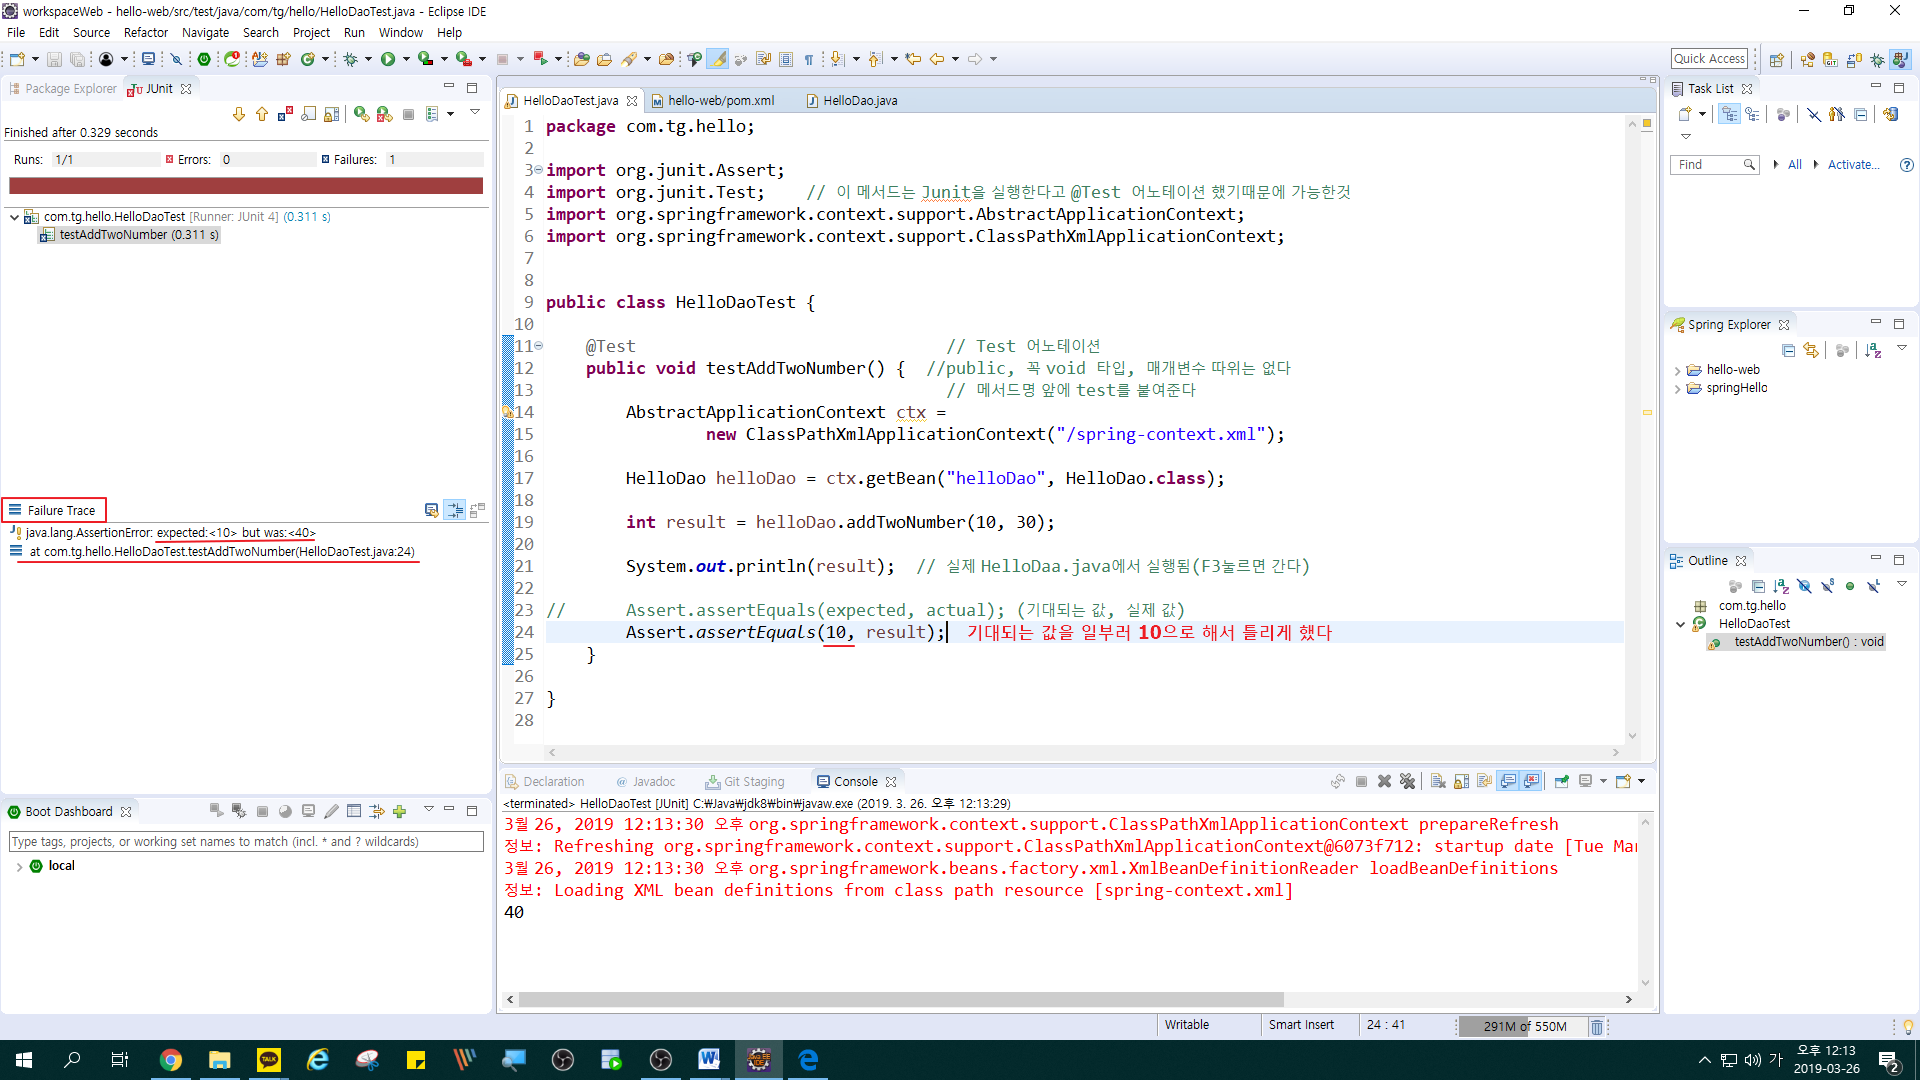 workspaceWeb - hello-web/src/test/java/com/tg/hello/HelloDaoTest.java - Eclipse IDE
File Edit Source Refactor Navigate Search Project Run Window Help
Quick Access
Package Explorer JUnit
Finished after 0.329 seconds
Runs: 1/1 Errors: 0 Failures: 1
com.tg.hello.HelloDaoTest [Runner: JUnit 4] (0.311 s)
testAddTwoNumber (0.311 s)
Failure Trace
java.lang.AssertionError: expected:<10> but was:<40>
at com.tg.hello.HelloDaoTest.testAddTwoNumber(HelloDaoTest.java:24)
Boot Dashboard
Type tags, projects, or working set names to match (incl. * and ? wildcards)
local
HelloDaoTest.java hello-web/pom.xml HelloDao.java
1 package com.tg.hello;
2
3 import org.junit.Assert;
4 import org.junit.Test; // 이 메서드는 Junit을 실행한다고 @Test 어노테이션 했기때문에 가능한것
5 import org.springframework.context.support.AbstractApplicationContext;
6 import org.springframework.context.support.ClassPathXmlApplicationContext;
7
8
9 public class HelloDaoTest {
10
11 @Test // Test 어노테이션
12 public void testAddTwoNumber() { //public, 꼭 void 타입, 매개변수 따위는 없다
13 // 메서드명 앞에 test를 붙여준다
14 AbstractApplicationContext ctx =
15 new ClassPathXmlApplicationContext("/spring-context.xml");
16
17 HelloDao helloDao = ctx.getBean("helloDao", HelloDao.class);
18
19 int result = helloDao.addTwoNumber(10, 30);
20
21 System.out.println(result); // 실제 HelloDaa.java에서 실행됨(F3눌르면 간다)
22
23 // Assert.assertEquals(expected, actual); (기대되는 값, 실제 값)
24 Assert.assertEquals(10, result); 기대되는 값을 일부러 10으로 해서 틀리게 했다
25 }
26
27 }
28
Declaration @ Javadoc Git Staging Console
<terminated> HelloDaoTest [JUnit] C:₩Java₩jdk8₩bin₩javaw.exe (2019. 3. 26. 오후 12:13:29)
3월 26, 2019 12:13:30 오후 org.springframework.context.support.ClassPathXmlApplicationContext prepareRefresh
정보: Refreshing org.springframework.context.support.ClassPathXmlApplicationContext@6073f712: startup date [Tue Mar
3월 26, 2019 12:13:30 오후 org.springframework.beans.factory.xml.XmlBeanDefinitionReader loadBeanDefinitions
정보: Loading XML bean definitions from class path resource [spring-context.xml]
40
Task List
Find All Activate...
Spring Explorer
hello-web
springHello
Outline
com.tg.hello
HelloDaoTest
testAddTwoNumber() : void
Writable Smart Insert 24 : 41 291M of 550M
TALK
가 오후 12:13
2019-03-26
2